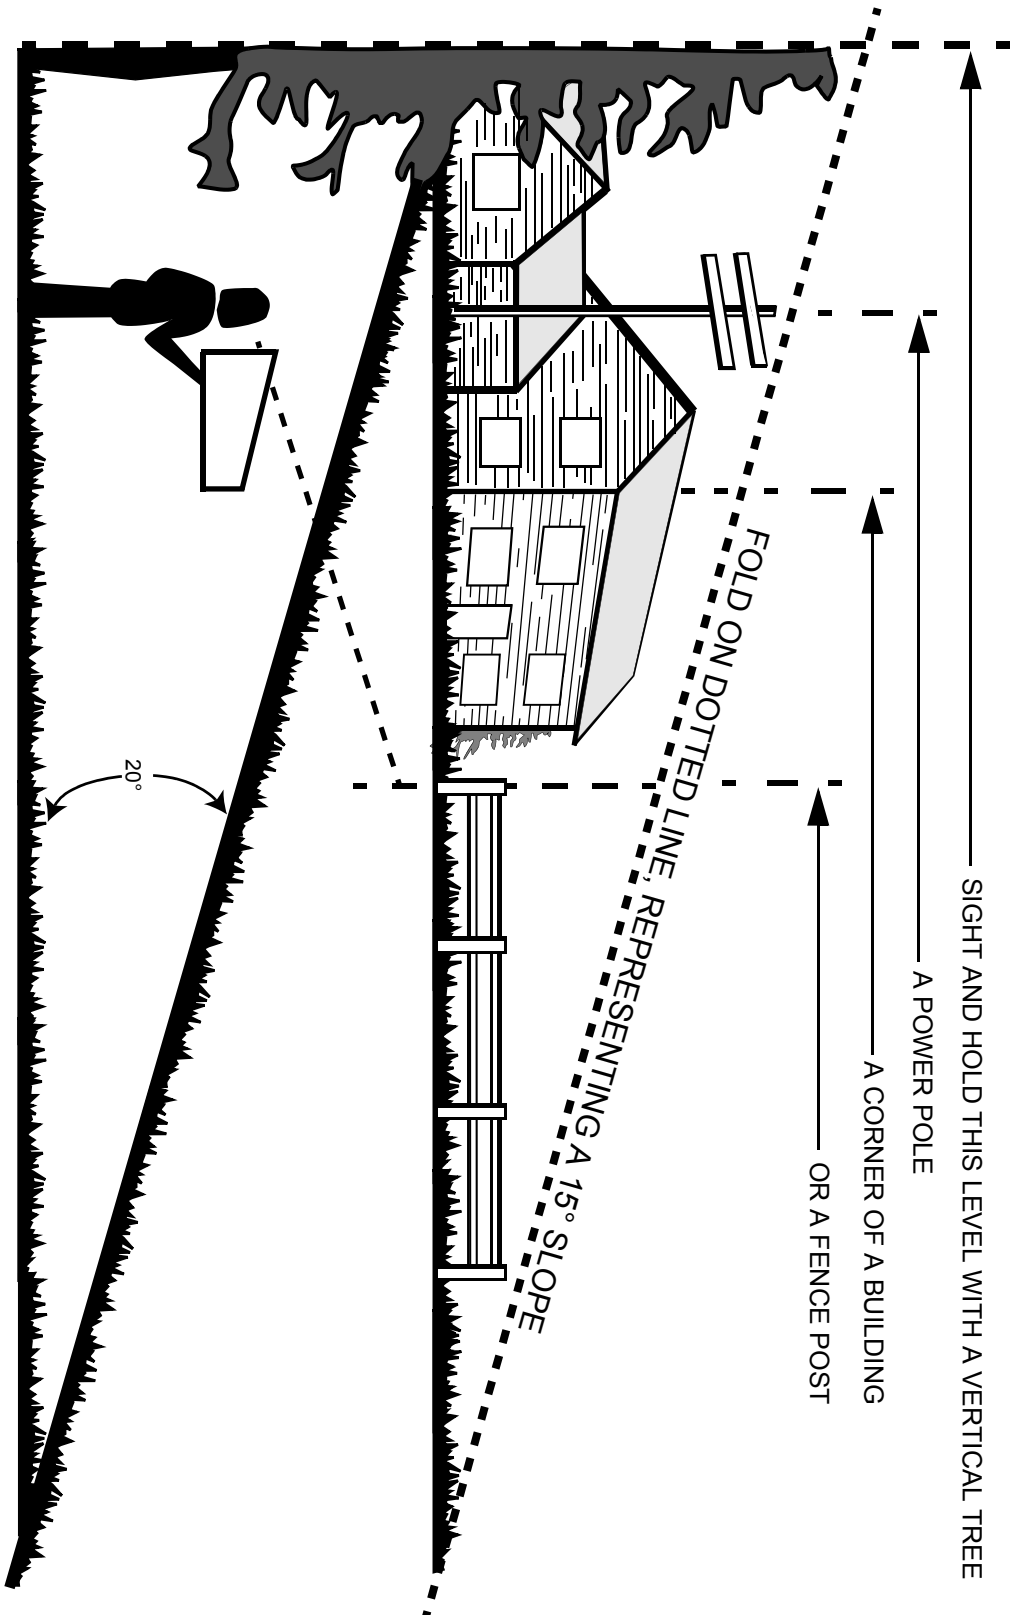 SIGHT AND HOLD THIS LEVEL WITH A VERTICAL TREE
A POWER POLE
A CORNER OF A BUILDING
OR A FENCE POST
FOLD ON DOTTED LINE, REPRESENTING A 15° SLOPE
20°